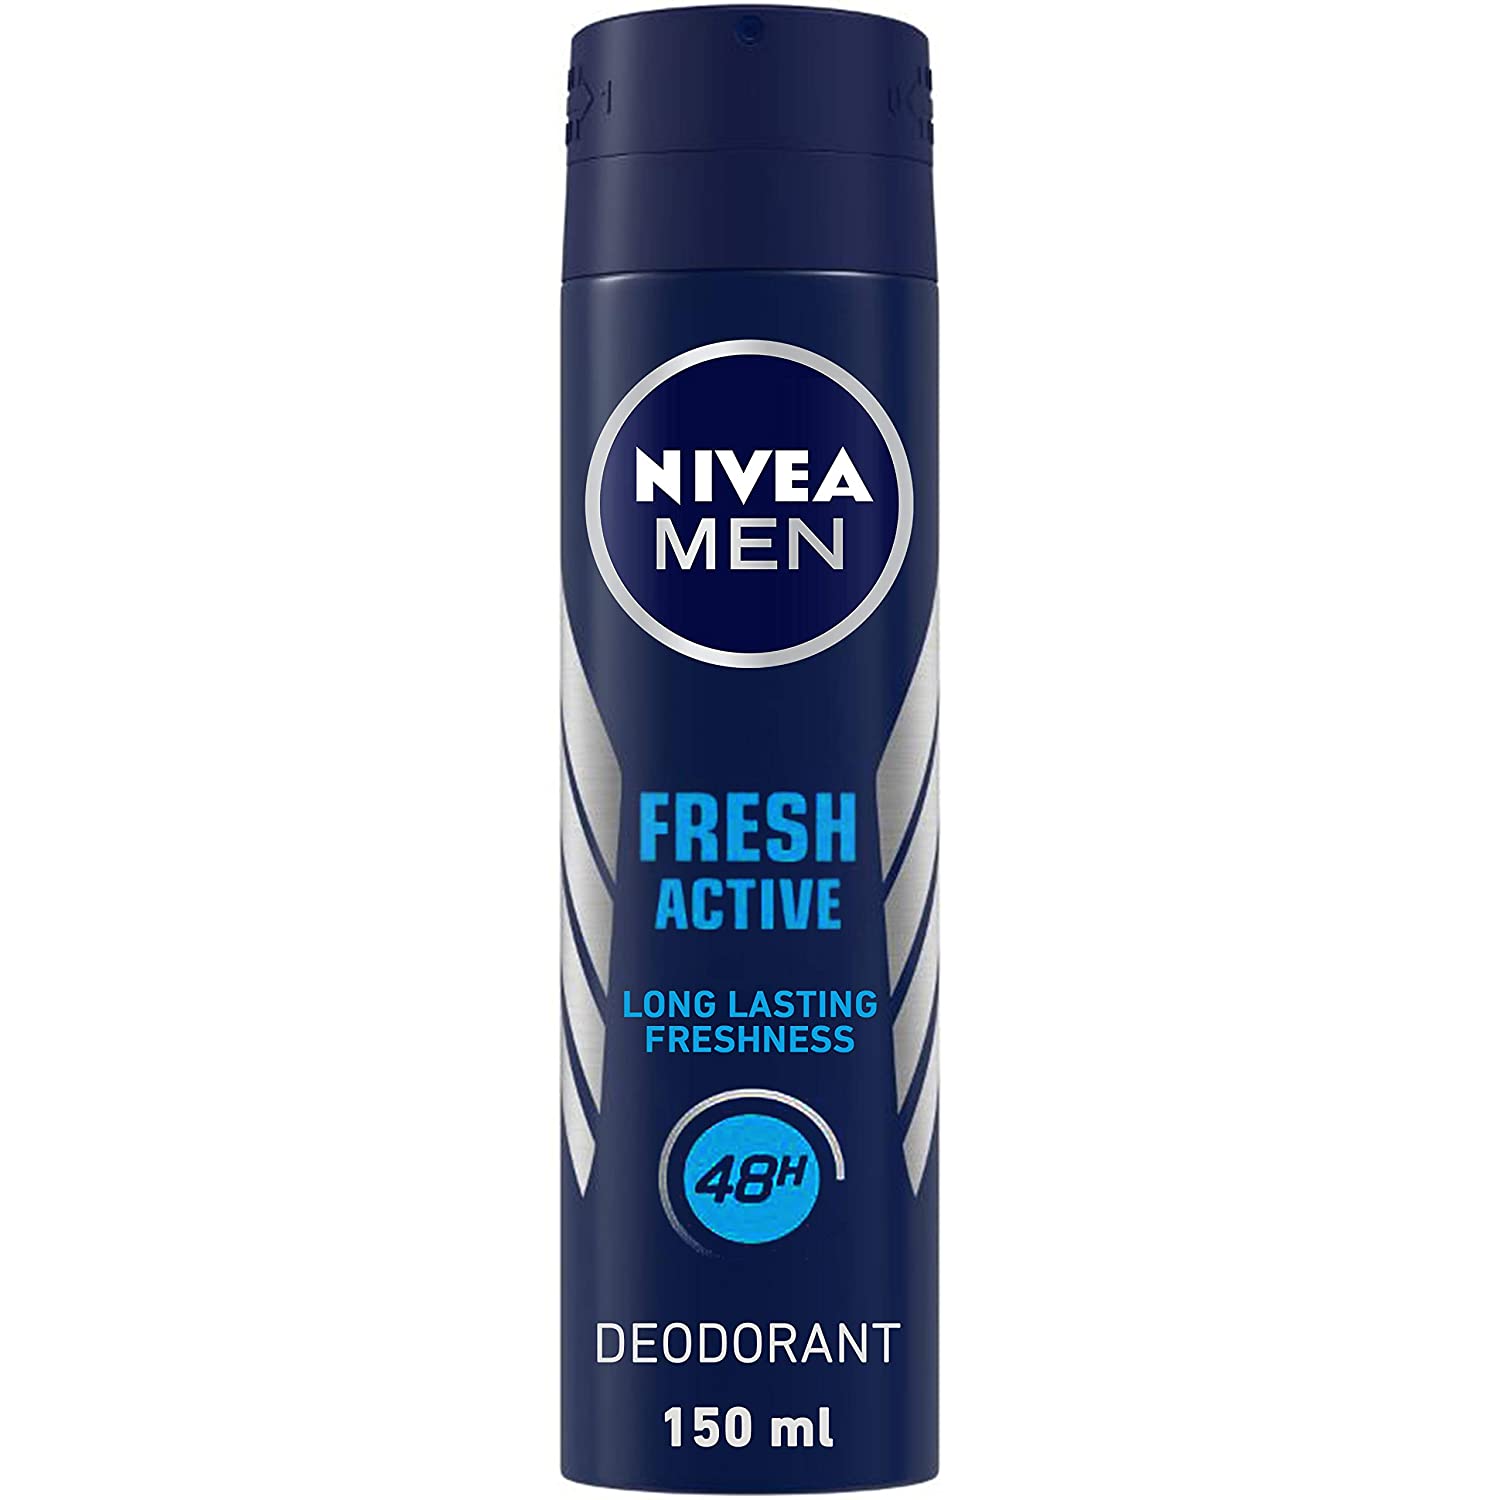 NIVEA
MEN
FRESH
ACTIVE
LONG LASTING
FRESHNESS
48H
DEODORANT
150 ml